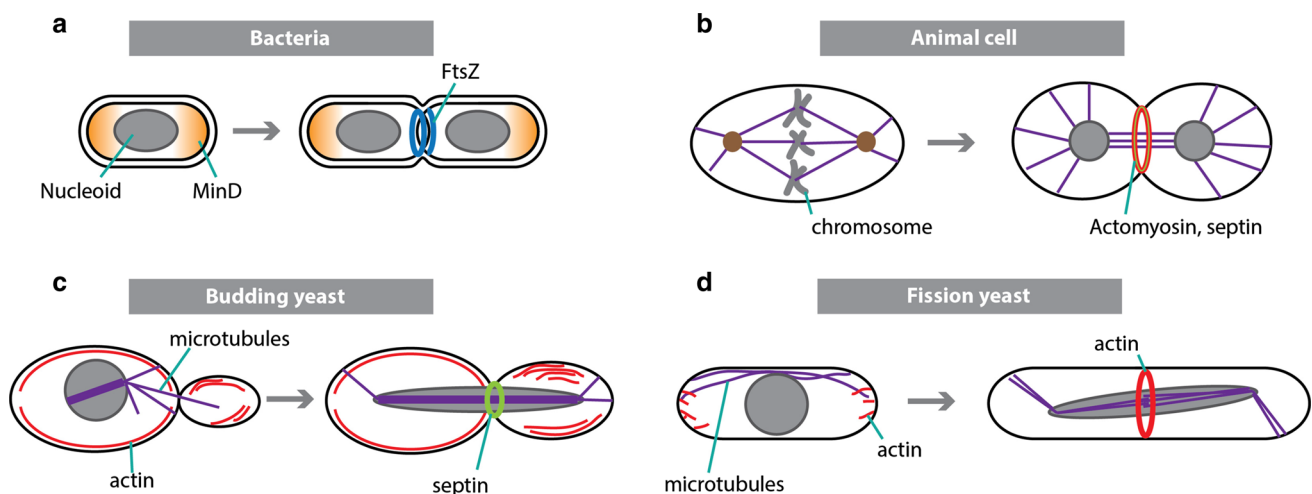 a
Bacteria
FtsZ
Nucleoid
MinD
b
Animal cell
chromosome
Actomyosin, septin
c
Budding yeast
microtubules
actin
septin
d
Fission yeast
actin
actin
microtubules